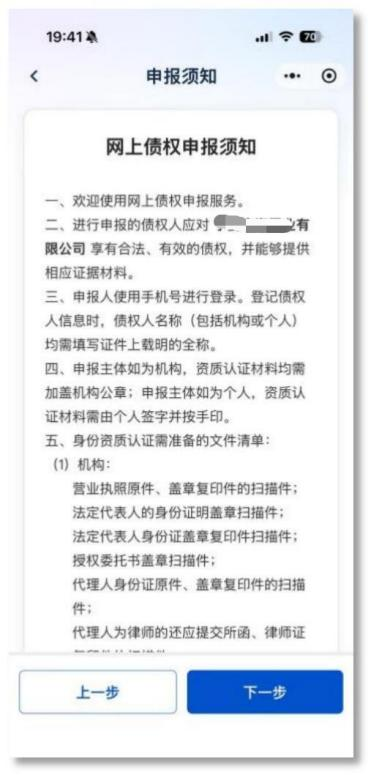 19:41
70
申报须知
网上债权申报须知
一、欢迎使用网上债权申报服务。
二、进行申报的债权人应对 业有
限公司 享有合法、有效的债权，并能够提供
相应证据材料。
三、申报人使用手机号进行登录。登记债权
人信息时，债权人名称（包括机构或个人）
均需填写证件上载明的全称。
四、申报主体如为机构，资质认证材料均需
加盖机构公章；申报主体如为个人，资质认
证材料需由个人签字并按手印。
五、身份资质认证需准备的文件清单：
（1）机构：
营业执照原件、盖章复印件的扫描件；
法定代表人的身份证明盖章扫描件；
法定代表人身份证盖章复印件扫描件；
授权委托书盖章扫描件；
代理人身份证原件、盖章复印件的扫描
件；
代理人为律师的还应提交所函、律师证
上一步
下一步